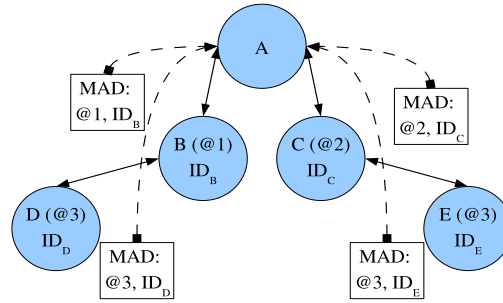 A
MAD:
@1, ID_B
MAD:
@2, ID_C
B (@1)
ID_B
C (@2)
ID_C
D (@3)
ID_D
E (@3)
ID_E
MAD:
@3, ID_D
MAD:
@3, ID_E